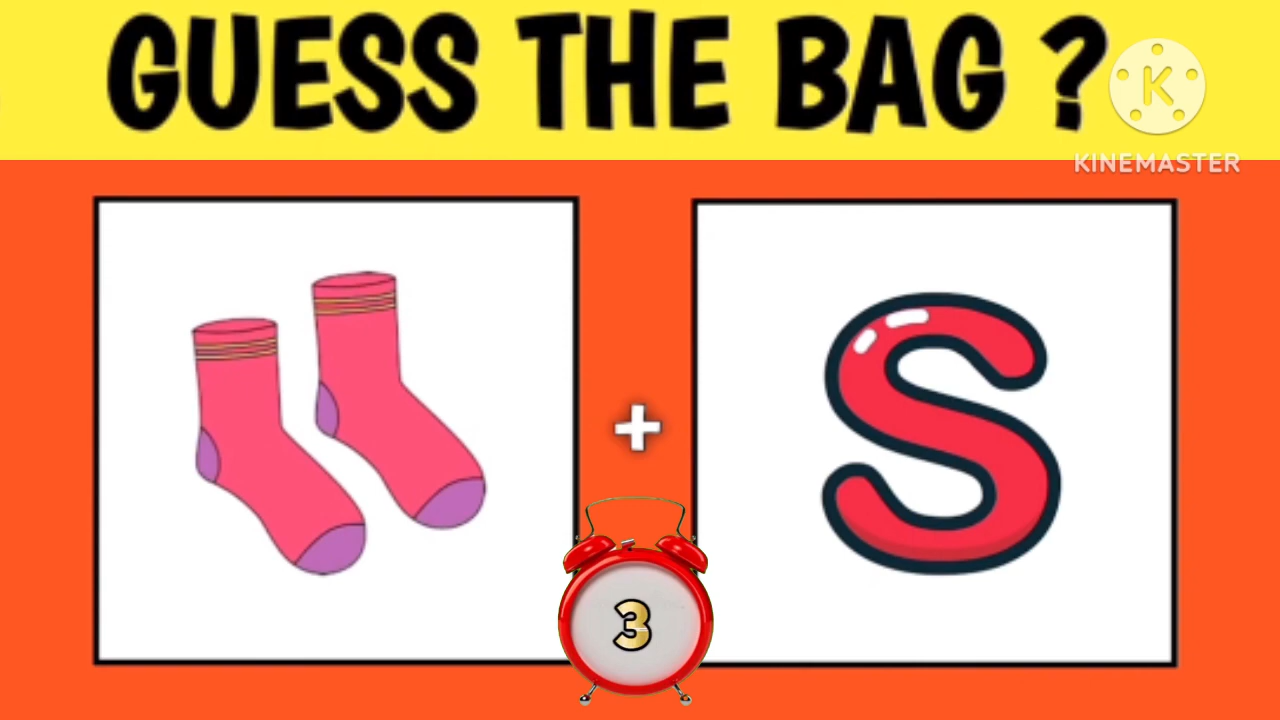 GUESS THE BAG ?
K
KINEMASTER
+
S
3